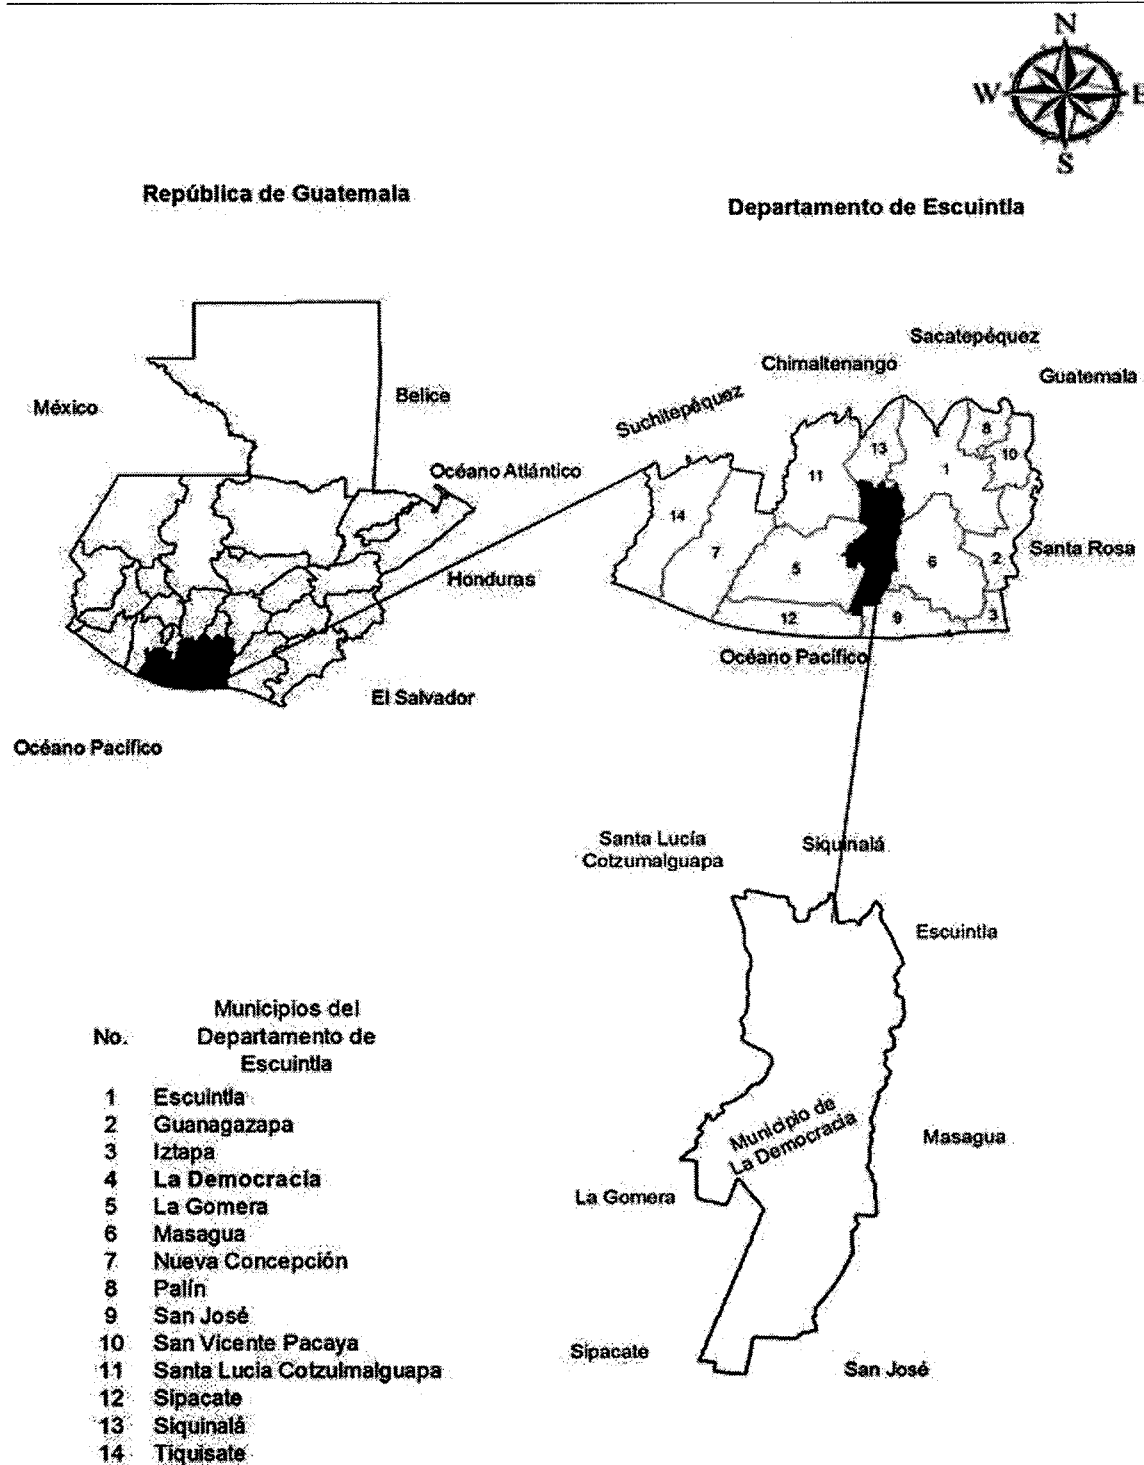 N
W E
S
República de Guatemala
Departamento de Escuintla
Sacatepéquez
Chimaltenango
Guatemala
Suchitepéquez
México
Belice
Océano Atlántico
Honduras
El Salvador
Océano Pacífico
8
13
10
11
1
14
7
5
6
2
Santa Rosa
12
9
3
Océano Pacífico
Santa Lucía
Cotzumalguapa
Siquinalá
Escuintla
Municipio de
La Democracia
Masagua
La Gomera
Sipacate
San José
Municipios del
No. Departamento de
Escuintla
1 Escuintla
2 Guanagazapa
3 Iztapa
4 La Democracia
5 La Gomera
6 Masagua
7 Nueva Concepción
8 Palín
9 San José
10 San Vicente Pacaya
11 Santa Lucia Cotzulmalguapa
12 Sipacate
13 Siquinalá
14 Tiquisate